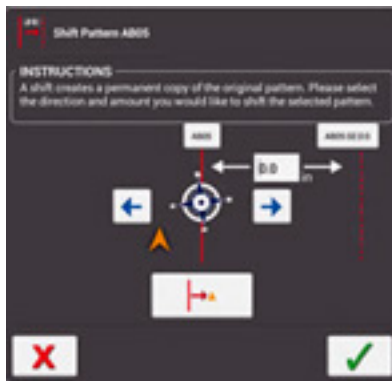 Shift Pattern AB05
INSTRUCTIONS
A shift creates a permanent copy of the original pattern. Please select
the direction and amount you would like to shift the selected pattern.
AB05
0.0
in